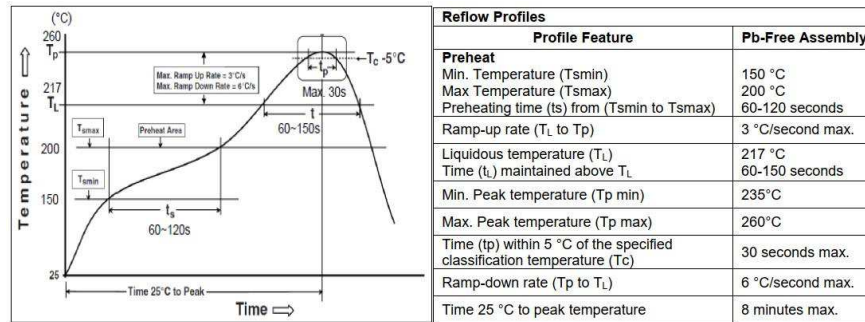 (°C)
260
Tp
217
TL
200
150
25
Temperature
Max. Ramp Up Rate = 3°C/s
Max. Ramp Down Rate = 6°C/s
tp
Max. 30s
Tc -5°C
t
60~150s
Tsmax
Preheat Area
Tsmin
ts
60~120s
Time 25°C to Peak
Time
Reflow Profiles
Profile Feature Pb-Free Assembly
Preheat
Min. Temperature (Tsmin) 150 °C
Max Temperature (Tsmax) 200 °C
Preheating time (ts) from (Tsmin to Tsmax) 60-120 seconds
Ramp-up rate (TL to Tp) 3 °C/second max.
Liquidous temperature (TL) 217 °C
Time (tL) maintained above TL 60-150 seconds
Min. Peak temperature (Tp min) 235°C
Max. Peak temperature (Tp max) 260°C
Time (tp) within 5 °C of the specified
classification temperature (Tc) 30 seconds max.
Ramp-down rate (Tp to TL) 6 °C/second max.
Time 25 °C to peak temperature 8 minutes max.